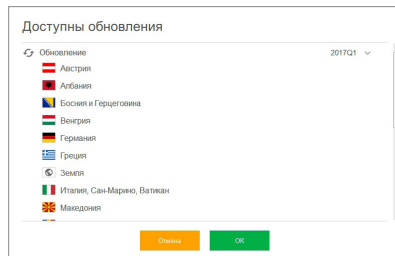 Доступны обновления
Обновление 2017Q1
Австрия
Албания
Босния и Герцеговина
Венгрия
Германия
Греция
Земля
Италия, Сан-Марино, Ватикан
Македония
Отмена OK